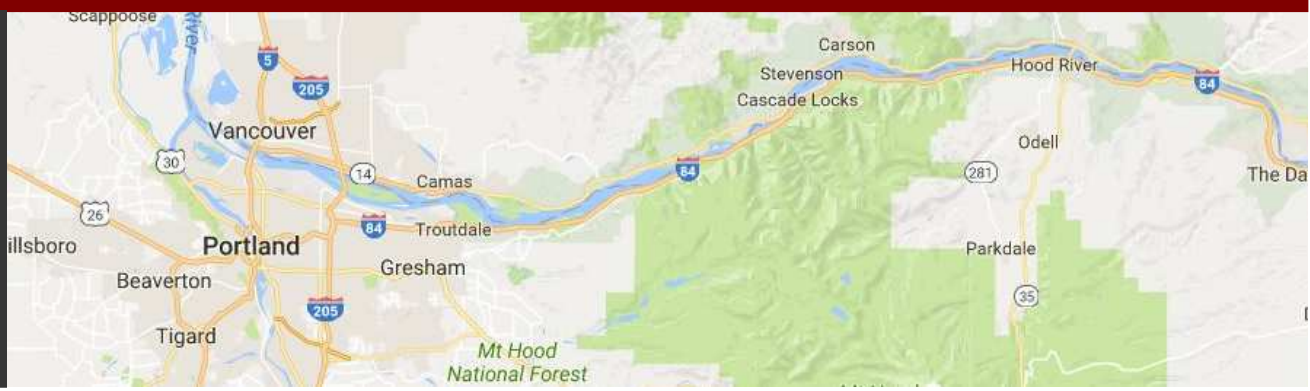 Scappoose
River
5
205
Carson
Stevenson
Hood River
84
Cascade Locks
Vancouver
Odell
30
14
Camas
84
281
The Da
26
84
Troutdale
illsboro
Portland
Gresham
Parkdale
Beaverton
205
35
Tigard
Mt Hood
National Forest